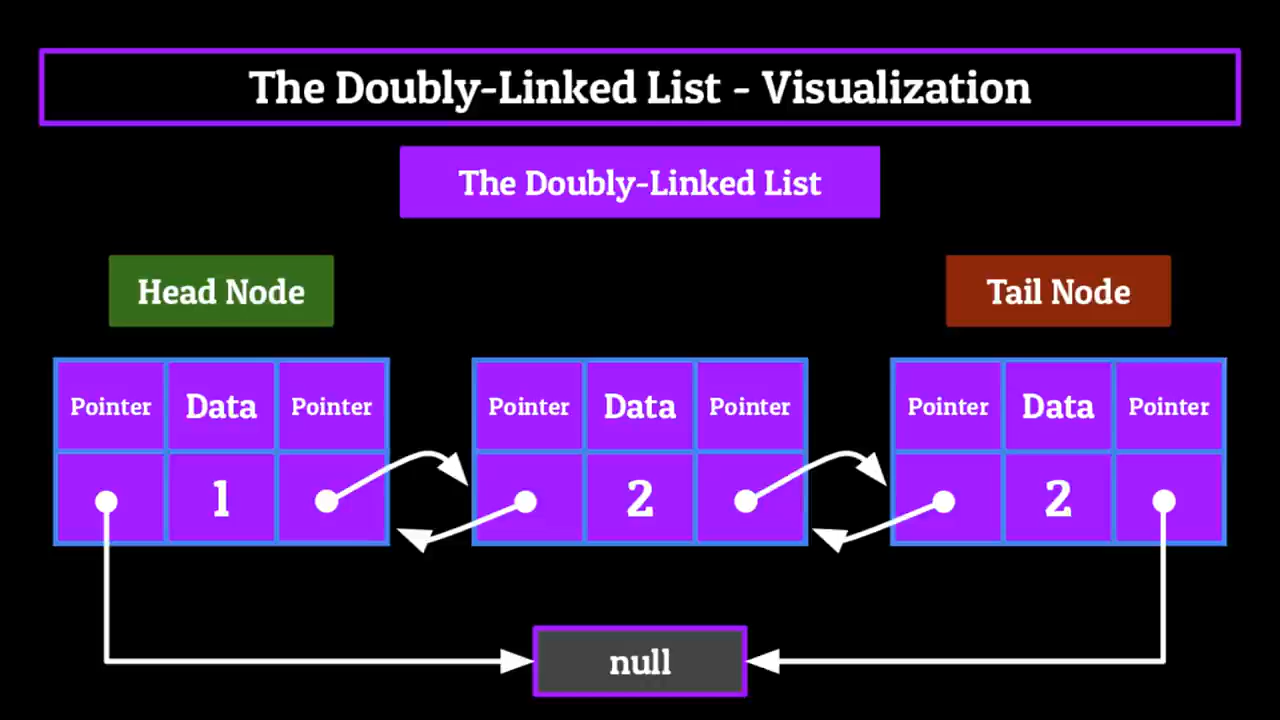 The Doubly-Linked List - Visualization
The Doubly-Linked List
Head Node
Tail Node
Pointer Data Pointer
Pointer Data Pointer
Pointer Data Pointer
1
2
2
null